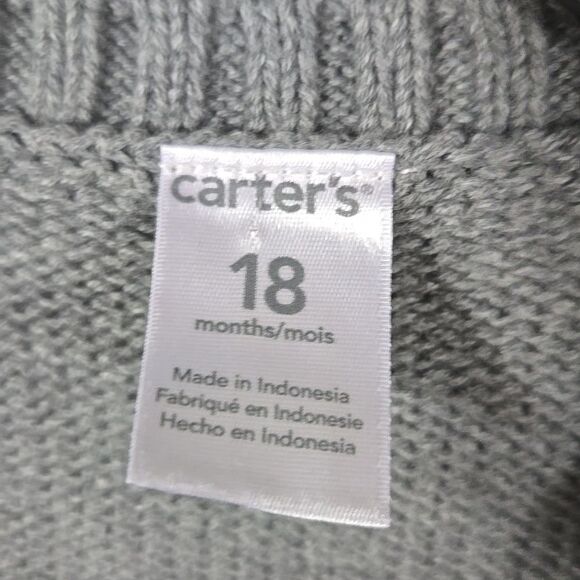 carter's®
18
months/mois
Made in Indonesia
Fabriqué en Indonesie
Hecho en Indonesia